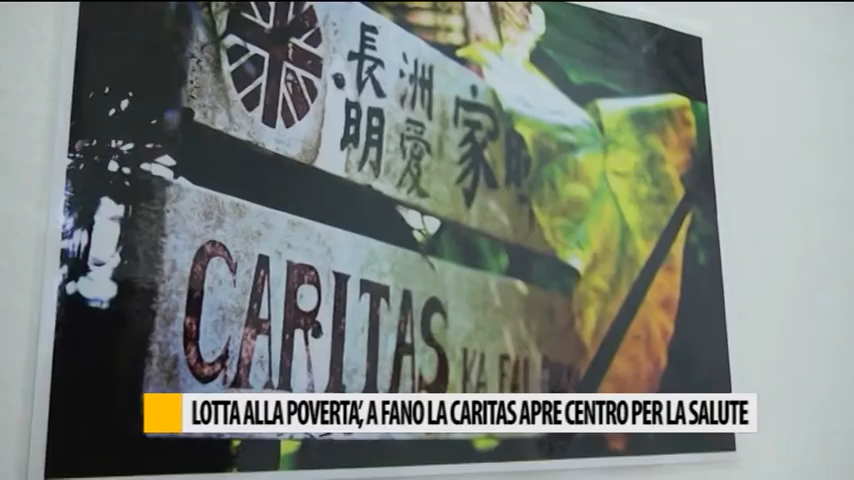 長洲
明愛 家
CARITAS KA FAI
LOTTA ALLA POVERTA', A FANO LA CARITAS APRE CENTRO PER LA SALUTE